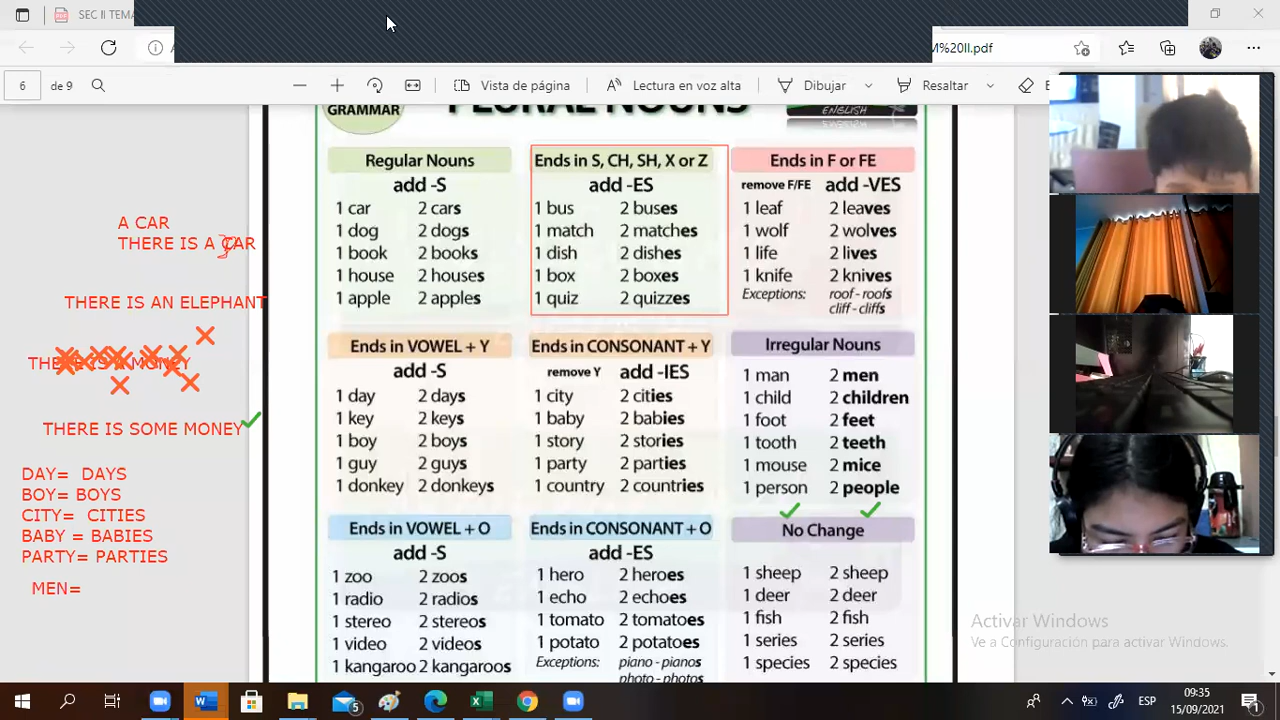 SEC II TEMA
M%20II.pdf
6 de 9 Vista de página Lectura en voz alta Dibujar Resaltar
GRAMMAR PLURAL NOUNS ENGLISH
Regular Nouns
add -S
1 car 2 cars
1 dog 2 dogs
1 book 2 books
1 house 2 houses
1 apple 2 apples
Ends in S, CH, SH, X or Z
add -ES
1 bus 2 buses
1 match 2 matches
1 dish 2 dishes
1 box 2 boxes
1 quiz 2 quizzes
Ends in F or FE
remove F/FE add -VES
1 leaf 2 leaves
1 wolf 2 wolves
1 life 2 lives
1 knife 2 knives
Exceptions: roof - roofs
cliff - cliffs
Ends in VOWEL + Y
add -S
1 day 2 days
1 key 2 keys
1 boy 2 boys
1 guy 2 guys
1 donkey 2 donkeys
Ends in CONSONANT + Y
remove Y add -IES
1 city 2 cities
1 baby 2 babies
1 story 2 stories
1 party 2 parties
1 country 2 countries
Irregular Nouns
1 man 2 men
1 child 2 children
1 foot 2 feet
1 tooth 2 teeth
1 mouse 2 mice
1 person 2 people
Ends in VOWEL + O
add -S
1 zoo 2 zoos
1 radio 2 radios
1 stereo 2 stereos
1 video 2 videos
1 kangaroo 2 kangaroos
Ends in CONSONANT + O
add -ES
1 hero 2 heroes
1 echo 2 echoes
1 tomato 2 tomatoes
1 potato 2 potatoes
Exceptions: piano - pianos
photo - photos
No Change
1 sheep 2 sheep
1 deer 2 deer
1 fish 2 fish
1 series 2 series
1 species 2 species
A CAR
THERE IS A CAR
THERE IS AN ELEPHANT
THERE IS A MONEY
THERE IS SOME MONEY
DAY= DAYS
BOY= BOYS
CITY= CITIES
BABY = BABIES
PARTY= PARTIES
MEN=
Activar Windows
Ve a Configuración para activar Windows.
5
ESP
09:35
15/09/2021
1